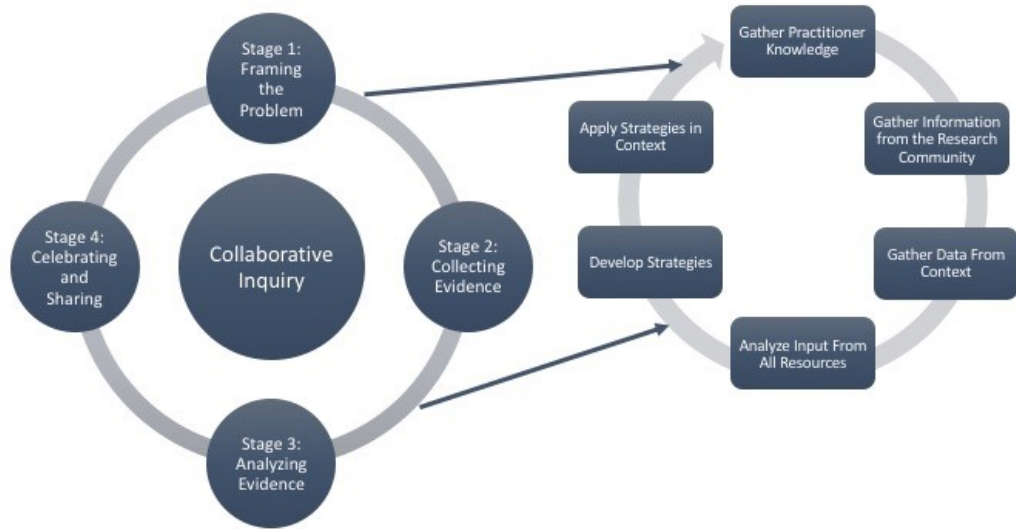 Stage 1:
Framing
the
Problem
Stage 2:
Collecting
Evidence
Stage 3:
Analyzing
Evidence
Stage 4:
Celebrating
and
Sharing
Collaborative
Inquiry
Gather Practitioner
Knowledge
Gather Information
from the Research
Community
Gather Data From
Context
Analyze Input From
All Resources
Develop Strategies
Apply Strategies in
Context